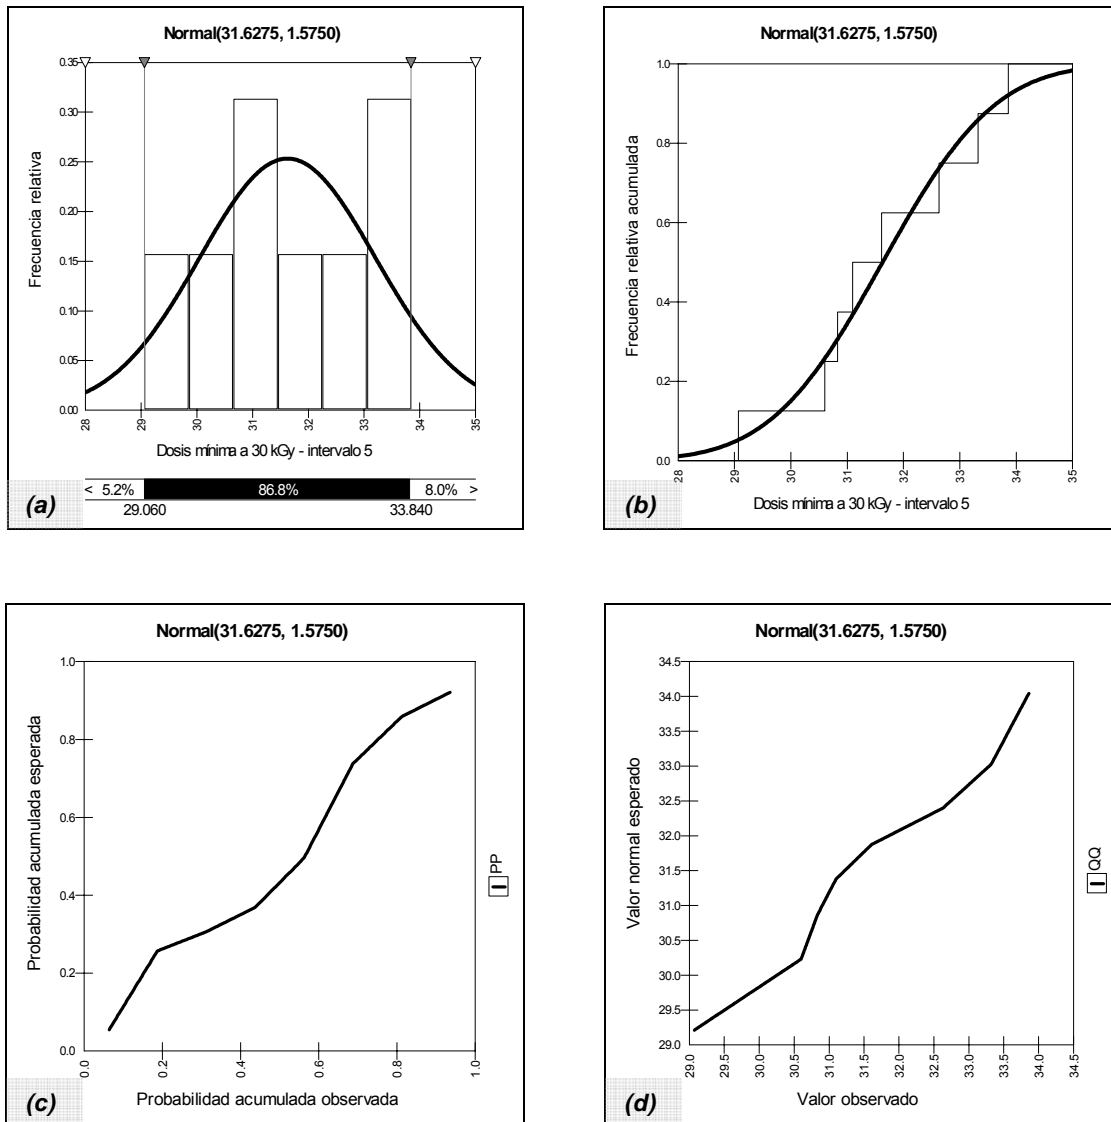 Normal(31.6275, 1.5750)
Frecuencia relativa
0.35
0.30
0.25
0.20
0.15
0.10
0.05
0.00
28 29 30 31 32 33 34 35
Dosis mínima a 30 kGy - intervalo 5
< 5.2% 86.8% 8.0% >
29.060 33.840
(a)
Normal(31.6275, 1.5750)
Frecuencia relativa acumulada
1.0
0.8
0.6
0.4
0.2
0.0
28 29 30 31 32 33 34 35
Dosis mínima a 30 kGy - intervalo 5
(b)
Normal(31.6275, 1.5750)
Probabilidad acumulada esperada
1.0
0.8
0.6
0.4
0.2
0.0
0.0 0.2 0.4 0.6 0.8 1.0
Probabilidad acumulada observada
PP
(c)
Normal(31.6275, 1.5750)
Valor normal esperado
34.5
34.0
33.5
33.0
32.5
32.0
31.5
31.0
30.5
30.0
29.5
29.0
29.0 29.5 30.0 30.5 31.0 31.5 32.0 32.5 33.0 33.5 34.0 34.5
Valor observado
QQ
(d)